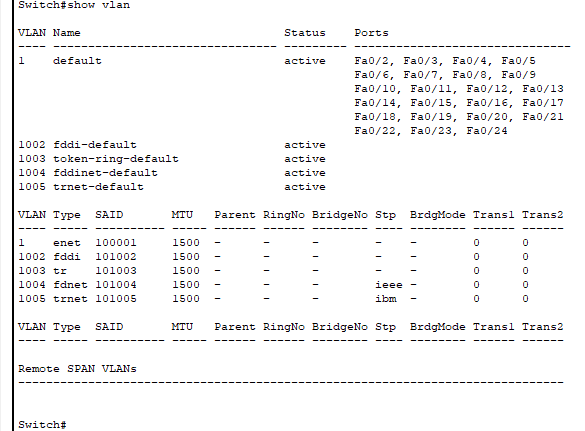 Switch#show vlan
VLAN Name                             Status    Ports
---- -------------------------------- --------- -------------------------------
1    default                          active    Fa0/2, Fa0/3, Fa0/4, Fa0/5
                                                Fa0/6, Fa0/7, Fa0/8, Fa0/9
                                                Fa0/10, Fa0/11, Fa0/12, Fa0/13
                                                Fa0/14, Fa0/15, Fa0/16, Fa0/17
                                                Fa0/18, Fa0/19, Fa0/20, Fa0/21
                                                Fa0/22, Fa0/23, Fa0/24
1002 fddi-default                     active
1003 token-ring-default               active
1004 fddinet-default                  active
1005 trnet-default                    active
VLAN Type  SAID       MTU   Parent RingNo BridgeNo Stp  BrdgMode Trans1 Trans2
---- ----- ---------- ----- ------ ------ -------- ---- -------- ------ ------
1    enet  100001     1500  -      -      -        -    -        0      0
1002 fddi  101002     1500  -      -      -        -    -        0      0
1003 tr    101003     1500  -      -      -        -    -        0      0
1004 fdnet 101004     1500  -      -      -        ieee -        0      0
1005 trnet 101005     1500  -      -      -        ibm  -        0      0
VLAN Type  SAID       MTU   Parent RingNo BridgeNo Stp  BrdgMode Trans1 Trans2
---- ----- ---------- ----- ------ ------ -------- ---- -------- ------ ------
Remote SPAN VLANs
------------------------------------------------------------------------------
Switch#